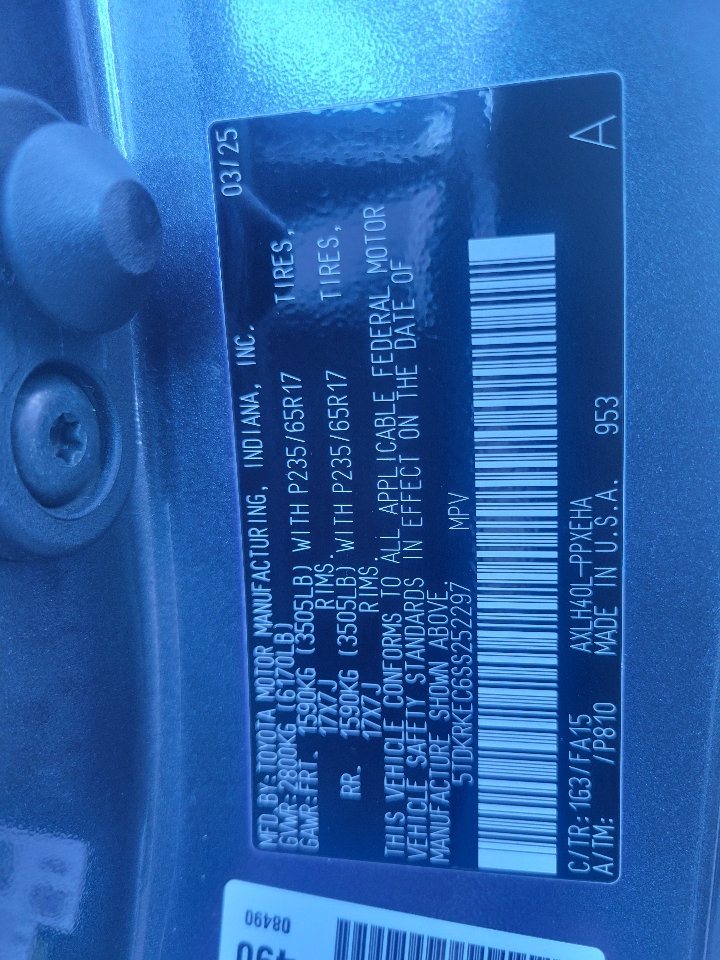 MFD BY:TOYOTA MOTOR MANUFACTURING, INDIANA, INC. 03/25
GVWR:2800KG (6170LB)
GAWR:FRT. 1590KG (3505LB) WITH P235/65R17 TIRES,
17X7J RIMS.
RR. 1590KG (3505LB) WITH P235/65R17 TIRES,
17X7J RIMS.
THIS VEHICLE CONFORMS TO ALL APPLICABLE FEDERAL MOTOR
VEHICLE SAFETY STANDARDS IN EFFECT ON THE DATE OF
MANUFACTURE SHOWN ABOVE.
5TDKRKEC6SS252297 MPV
C/TR:1G3/FA15 AXLH40L-PPXEHA
A/TM: /P810 MADE IN U.S.A. 953 A
08490